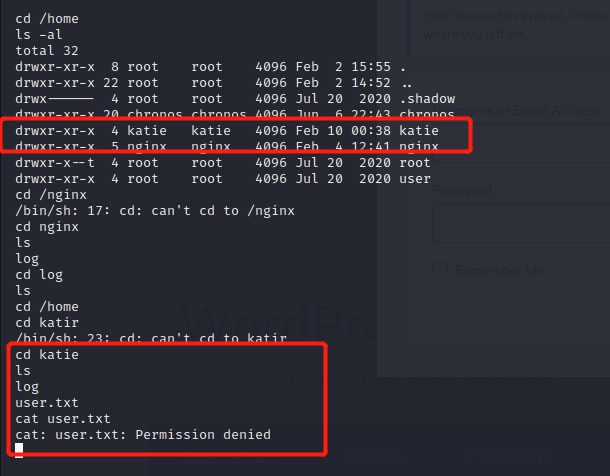 cd /home
ls -al
total 32
drwxr-xr-x  8 root    root    4096 Feb  2 15:55 .
drwxr-xr-x 22 root    root    4096 Feb  2 14:52 ..
drwx------  4 root    root    4096 Jul 20  2020 .shadow
drwxr-xr-x 20 chronos chronos 4096 Jun  6 22:43 chronos
drwxr-xr-x  4 katie   katie   4096 Feb 10 00:38 katie
drwxr-xr-x  5 nginx   nginx   4096 Feb  4 12:41 nginx
drwxr-x--t  4 root    root    4096 Jul 20  2020 root
drwxr-xr-x  4 root    root    4096 Jul 20  2020 user
cd /nginx
/bin/sh: 17: cd: can't cd to /nginx
cd nginx
ls
log
cd log
ls
cd /home
cd katir
/bin/sh: 23: cd: can't cd to katir
cd katie
ls
log
user.txt
cat user.txt
cat: user.txt: Permission denied
Your session has expired. Please
where you left off.
name or Email Address
Password
Remember Me
WordPre